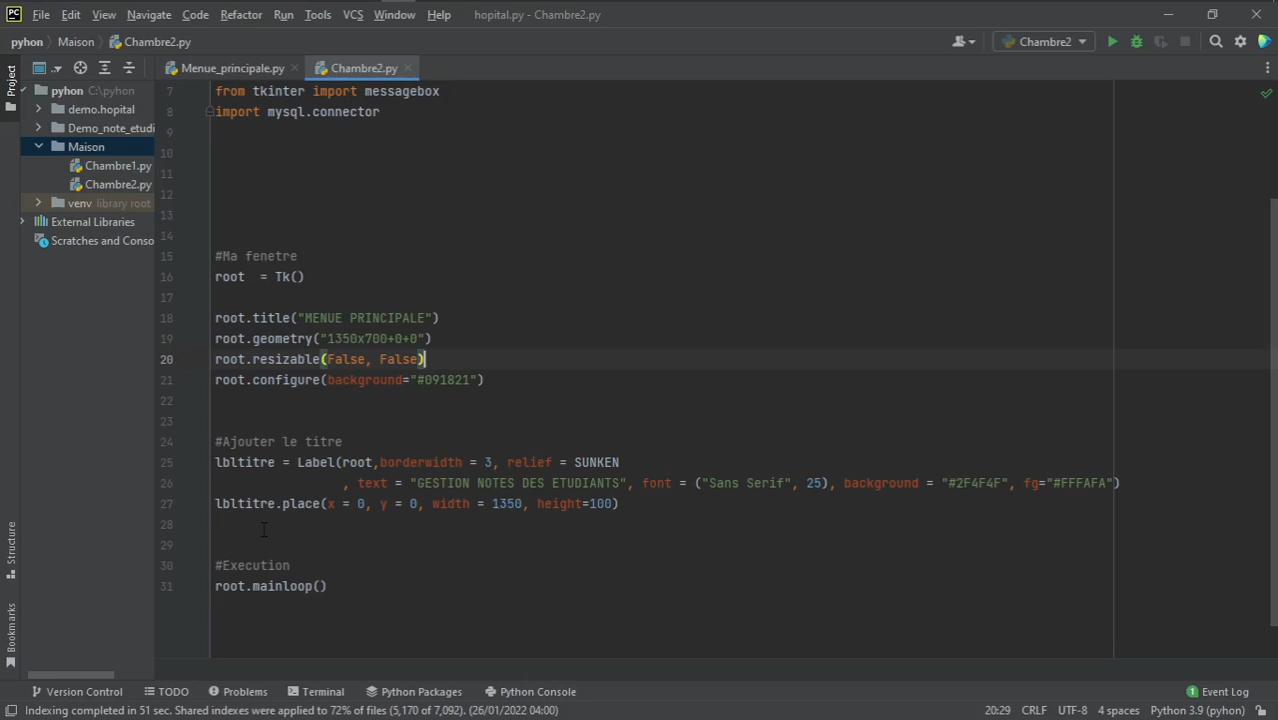 PC File Edit View Navigate Code Refactor Run Tools VCS Window Help hopital.py - Chambre2.py
pyhon Maison Chambre2.py Chambre2
Project
Menue_principale.py Chambre2.py
pyhon C:\pyhon
demo.hopital
Demo_note_etudi
Maison
Chambre1.py
Chambre2.py
venv library root
External Libraries
Scratches and Conso
7 from tkinter import messagebox
8 import mysql.connector
9
10
11
12
13
14
15 #Ma fenetre
16 root  = Tk()
17
18 root.title("MENUE PRINCIPALE")
19 root.geometry("1350x700+0+0")
20 root.resizable(False, False)
21 root.configure(background="#091821")
22
23
24 #Ajouter le titre
25 lbltitre = Label(root,borderwidth = 3, relief = SUNKEN
26 , text = "GESTION NOTES DES ETUDIANTS", font = ("Sans Serif", 25), background = "#2F4F4F", fg="#FFFAFA")
27 lbltitre.place(x = 0, y = 0, width = 1350, height=100)
28
29
30 #Execution
31 root.mainloop()
Structure
Bookmarks
Version Control TODO Problems Terminal Python Packages Python Console 1 Event Log
Indexing completed in 51 sec. Shared indexes were applied to 72% of files (5,170 of 7,092). (26/01/2022 04:00) 20:29 CRLF UTF-8 4 spaces Python 3.9 (pyhon)